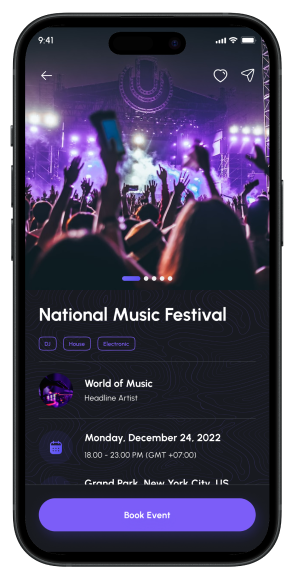 9:41
National Music Festival
DJ House Electronic
World of Music
Headline Artist
Monday, December 24, 2022
18.00 - 23.00 PM (GMT +07:00)
Grand Park, New York City, US
Book Event